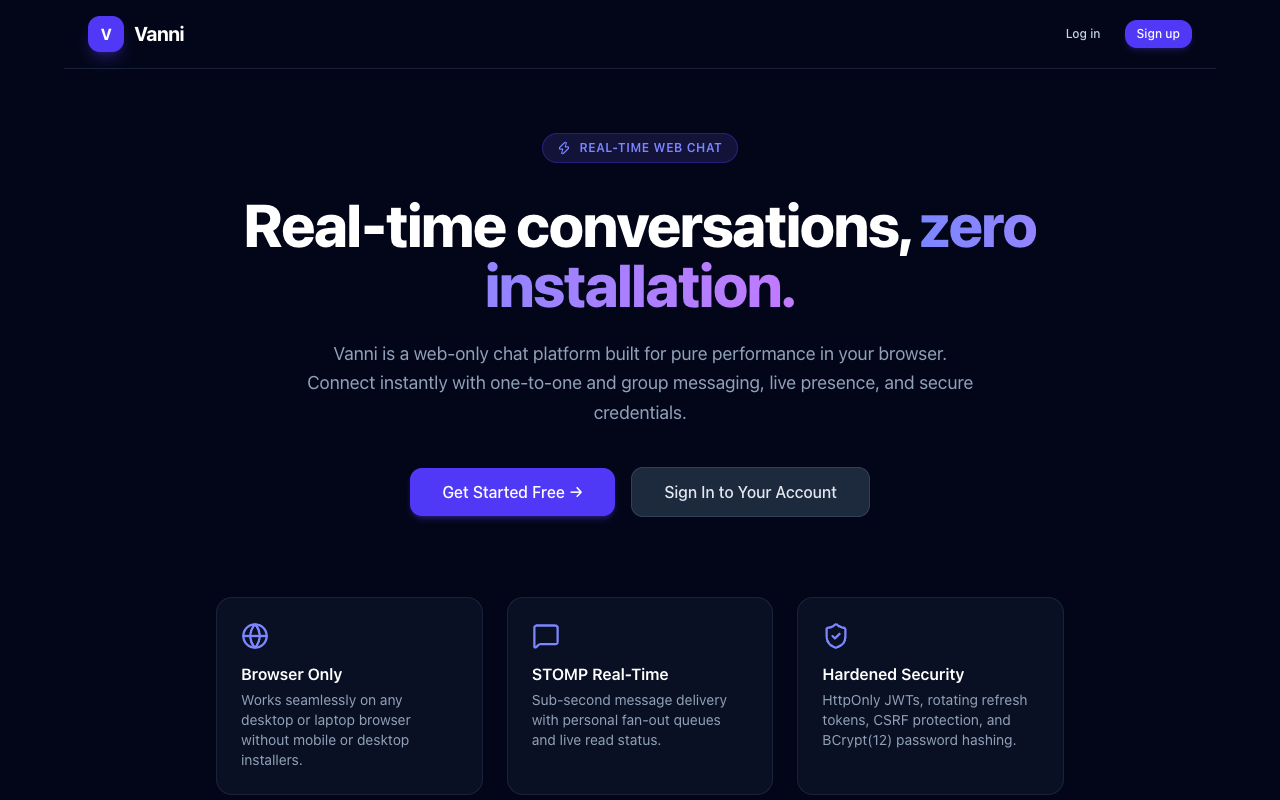 V Vanni
Log in
Sign up
REAL-TIME WEB CHAT
Real-time conversations, zero
installation.
Vanni is a web-only chat platform built for pure performance in your browser.
Connect instantly with one-to-one and group messaging, live presence, and secure
credentials.
Get Started Free →
Sign In to Your Account
Browser Only
Works seamlessly on any
desktop or laptop browser
without mobile or desktop
installers.
STOMP Real-Time
Sub-second message delivery
with personal fan-out queues
and live read status.
Hardened Security
HttpOnly JWTs, rotating refresh
tokens, CSRF protection, and
BCrypt(12) password hashing.